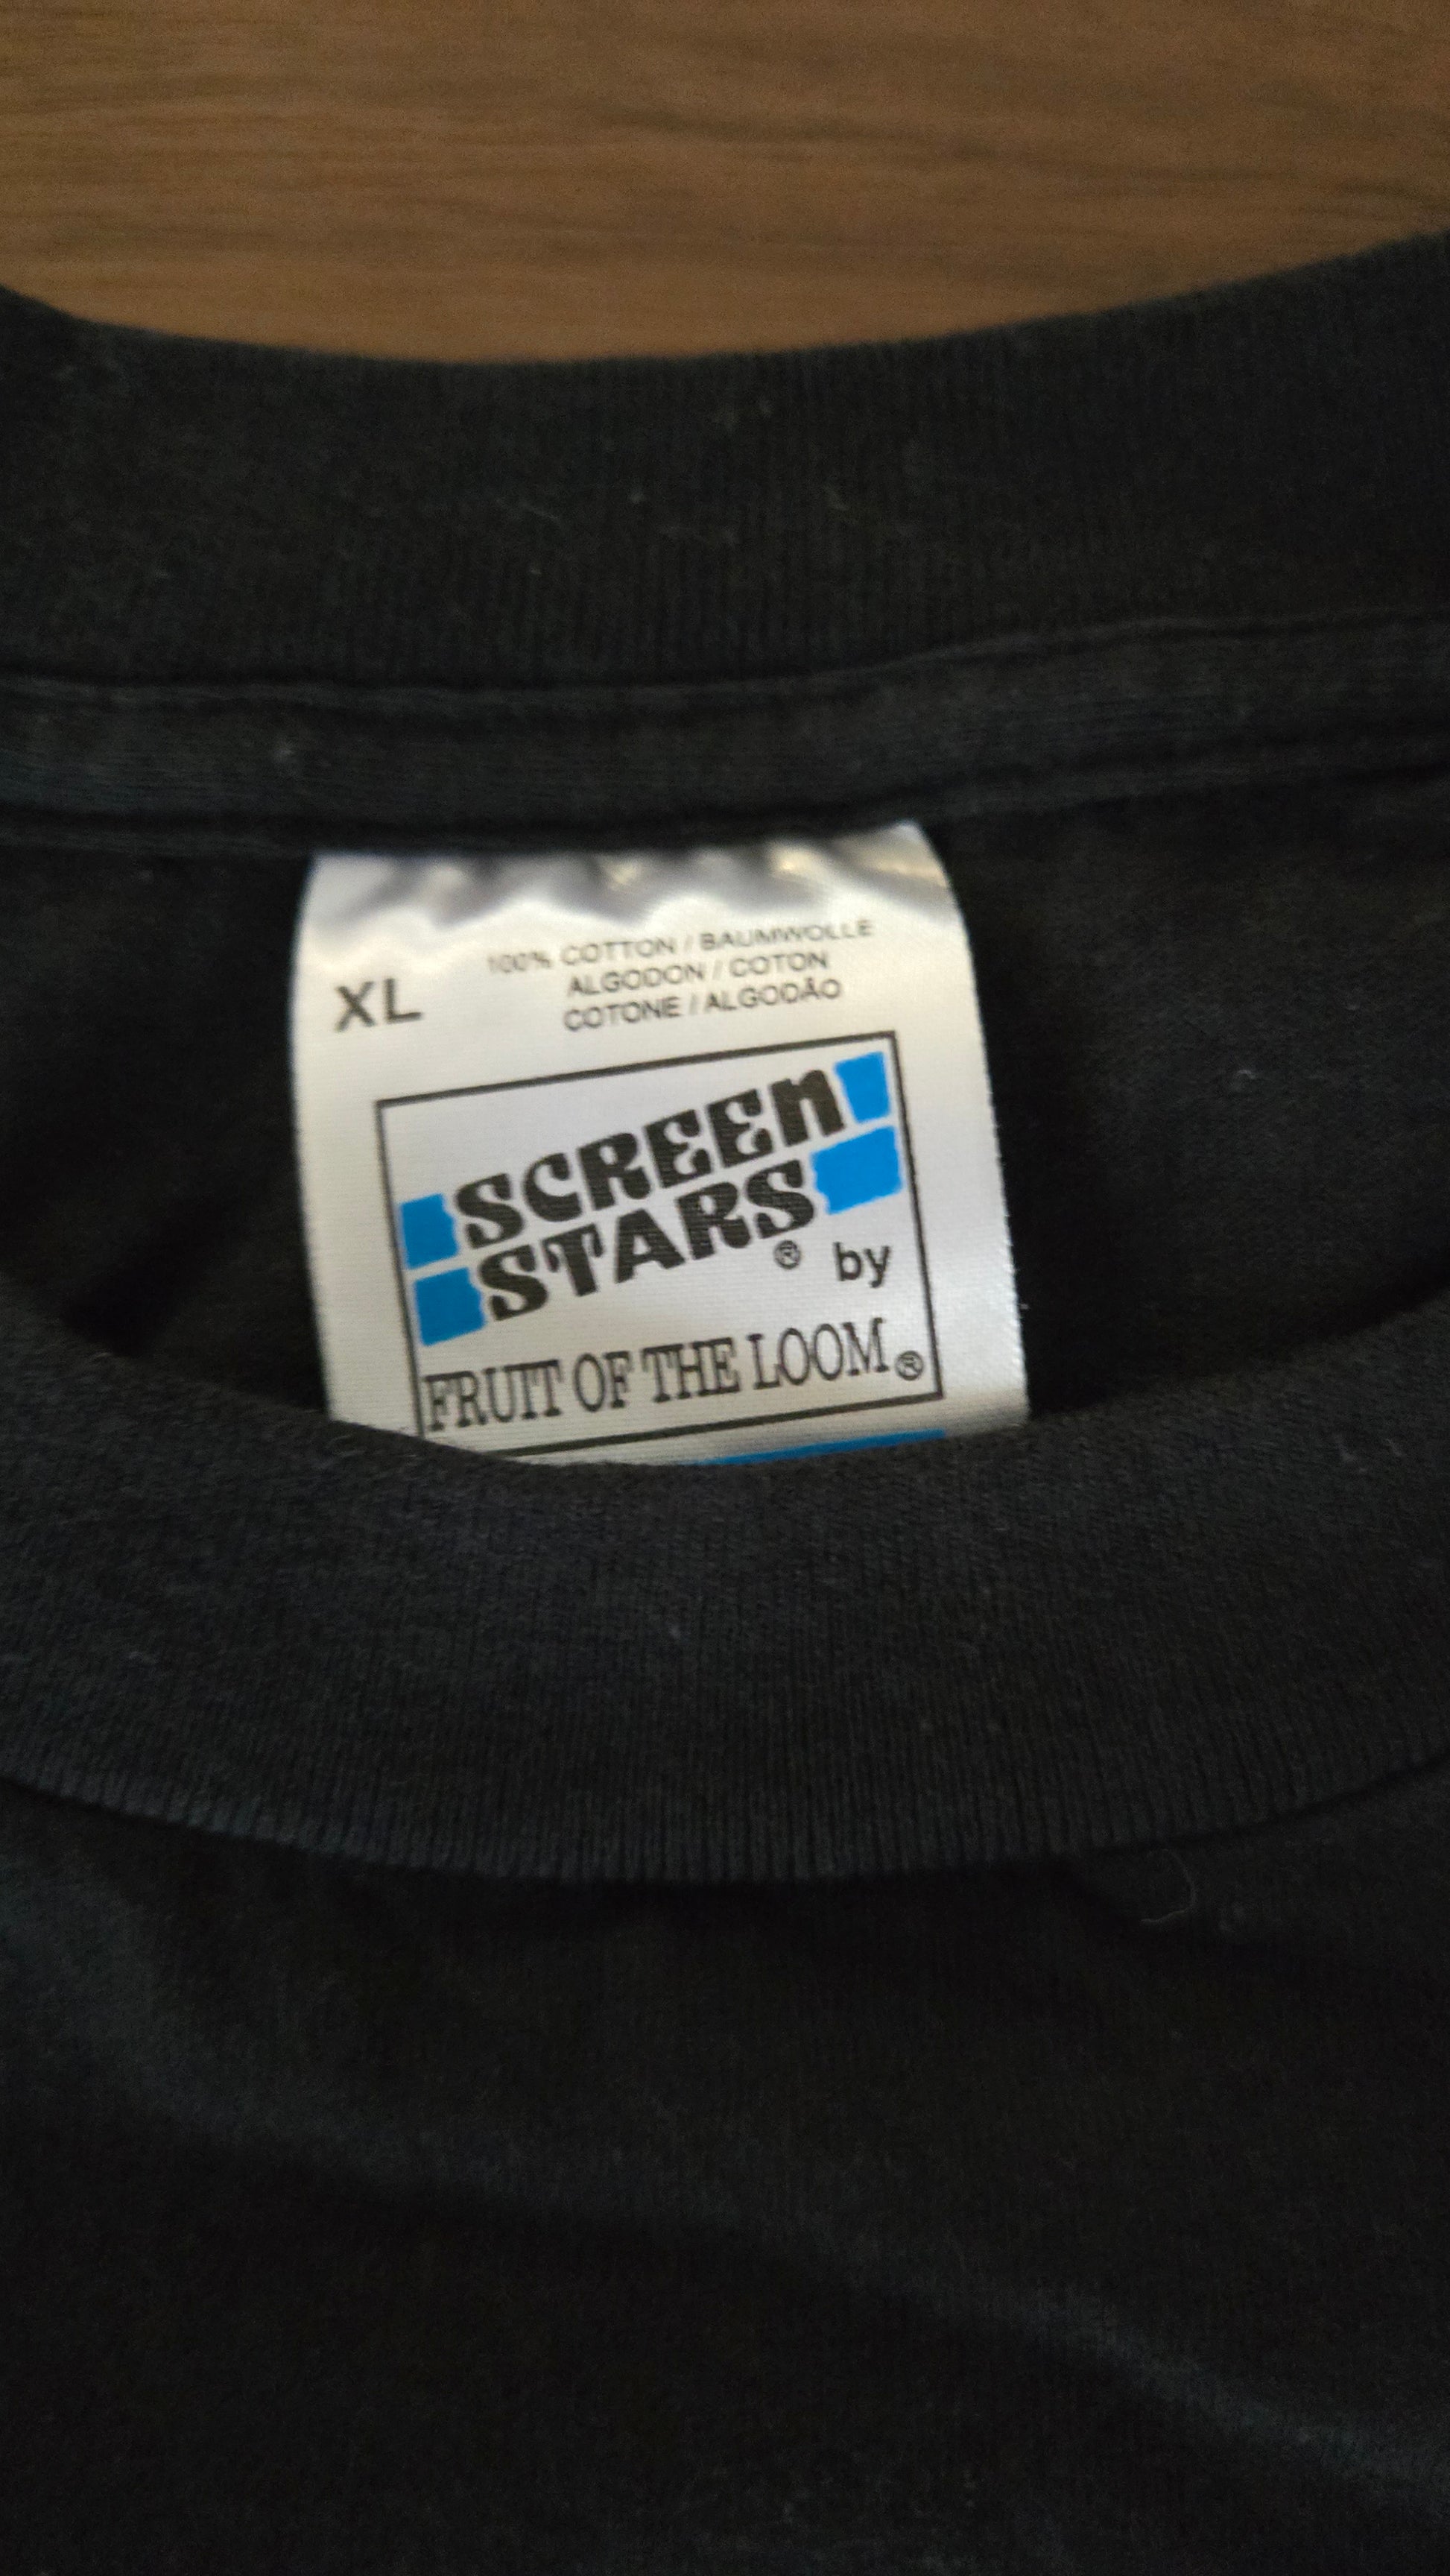 XL
100% COTTON / BAUMWOLLE
ALGODON / COTON
COTONE / ALGODÃO
SCREEN
STARS
® by
FRUIT OF THE LOOM®